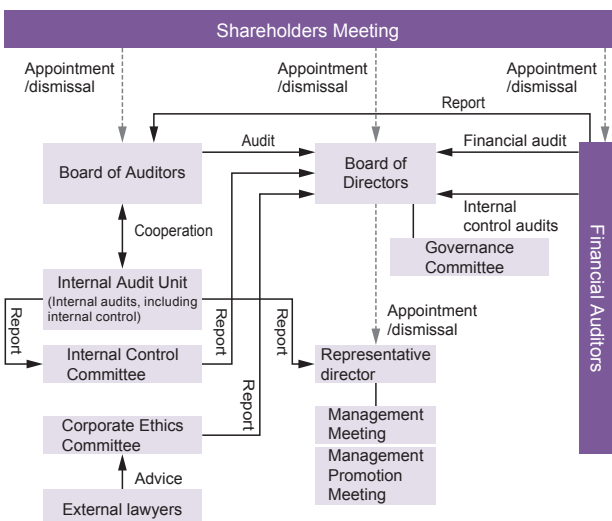 Shareholders Meeting
Appointment
/dismissal
Appointment
/dismissal
Appointment
/dismissal
Report
Board of Auditors
Audit
Board of
Directors
Financial audit
Internal
control audits
Financial Auditors
Cooperation
Governance
Committee
Internal Audit Unit
(Internal audits, including
internal control)
Appointment
/dismissal
Report
Report
Report
Internal Control
Committee
Representative
director
Report
Corporate Ethics
Committee
Management
Meeting
Management
Promotion
Meeting
Advice
External lawyers